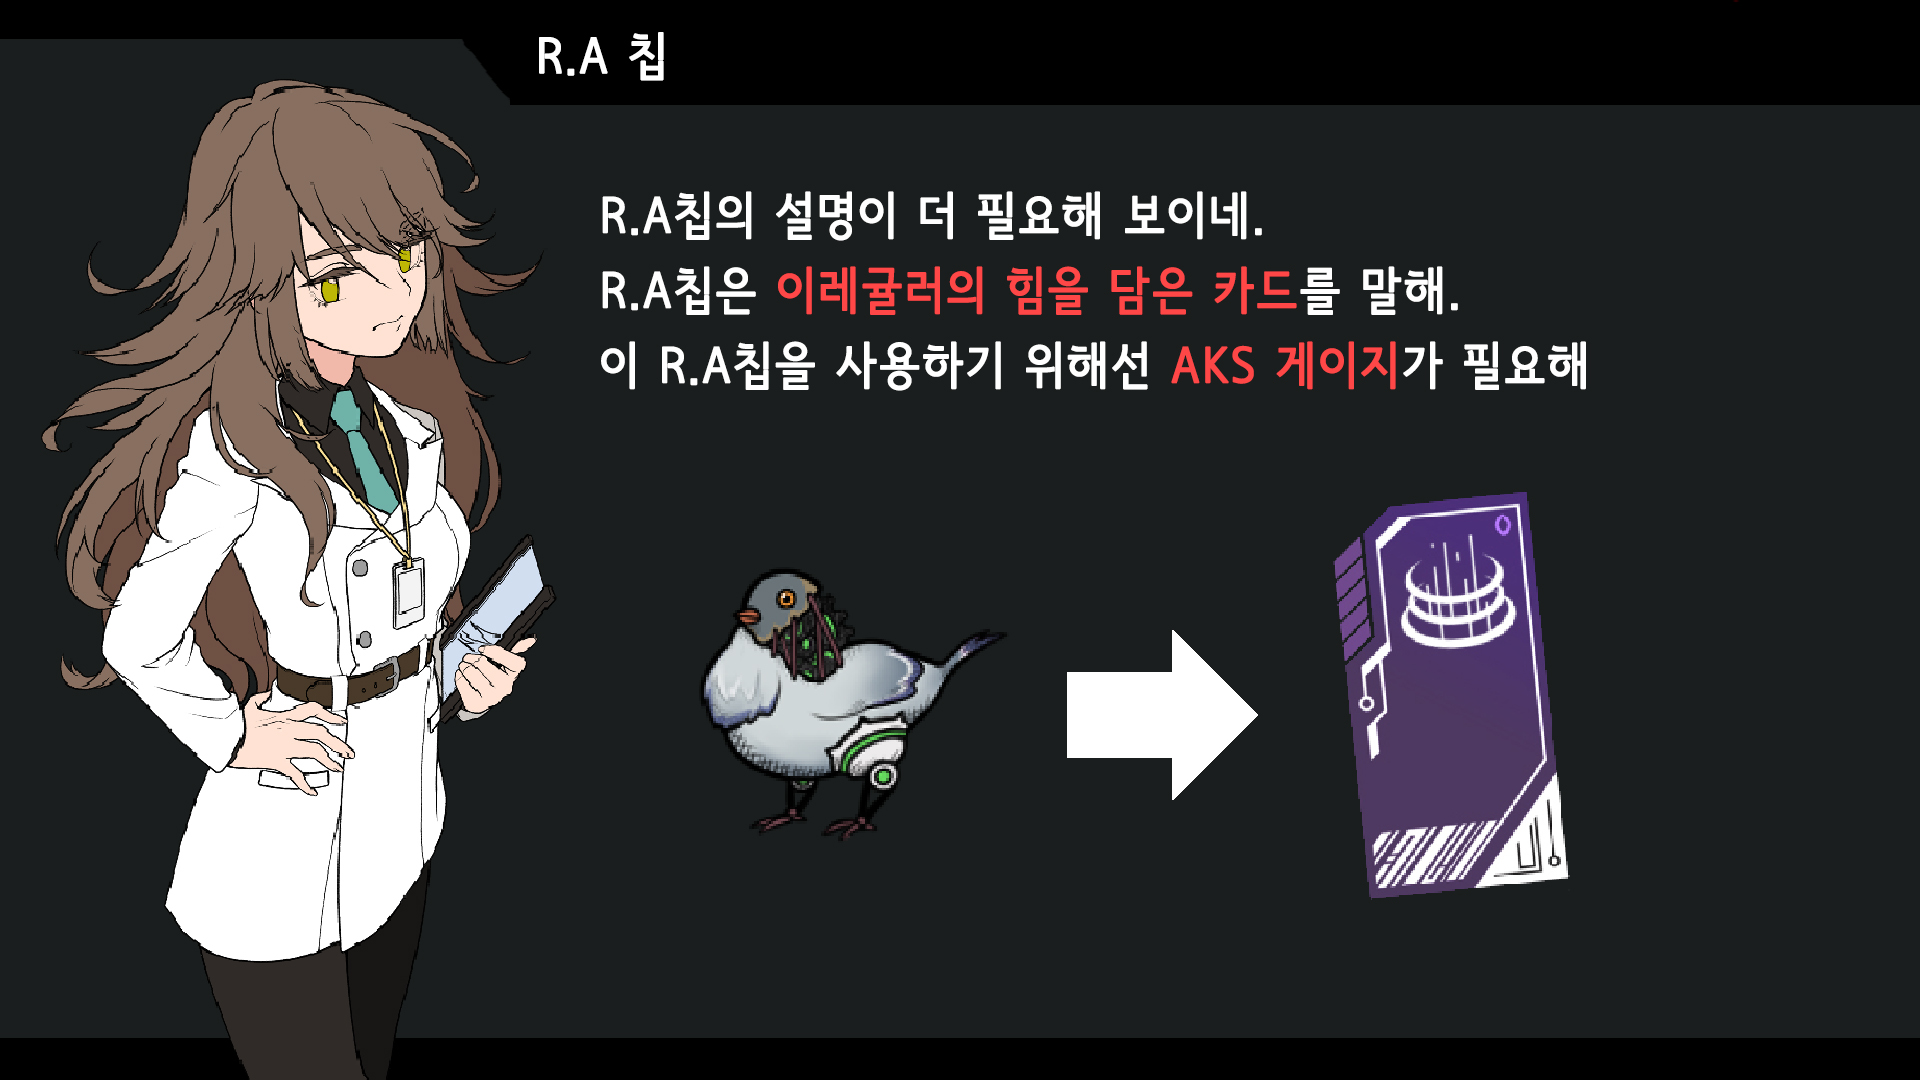 R.A 칩
R.A칩의 설명이 더 필요해 보이네.
R.A칩은 이레귤러의 힘을 담은 카드를 말해.
이 R.A칩을 사용하기 위해선 AKS 게이지가 필요해
0